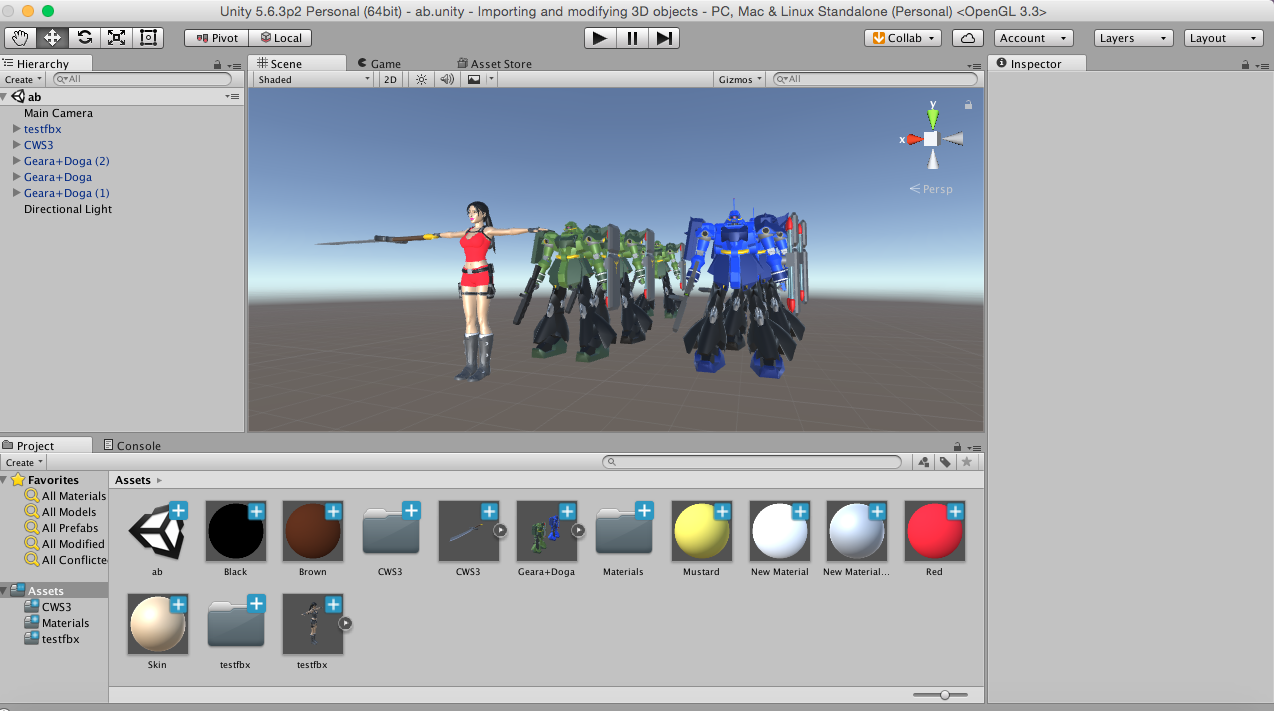 Unity 5.6.3p2 Personal (64bit) - ab.unity - Importing and modifying 3D objects - PC, Mac & Linux Standalone (Personal) <OpenGL 3.3>
Pivot Local Collab Account Layers Layout
Hierarchy Scene Game Asset Store Inspector
Create All Shaded 2D Gizmos All
ab
Main Camera
testfbx
CWS3
Geara+Doga (2)
Geara+Doga
Geara+Doga (1)
Directional Light
y
x
Persp
Project Console
Create
Favorites
All Materials
All Models
All Prefabs
All Modified
All Conflicte
Assets
CWS3
Materials
testfbx
Assets
ab Black Brown CWS3 CWS3 Geara+Doga Materials Mustard New Material New Material... Red
Skin testfbx testfbx